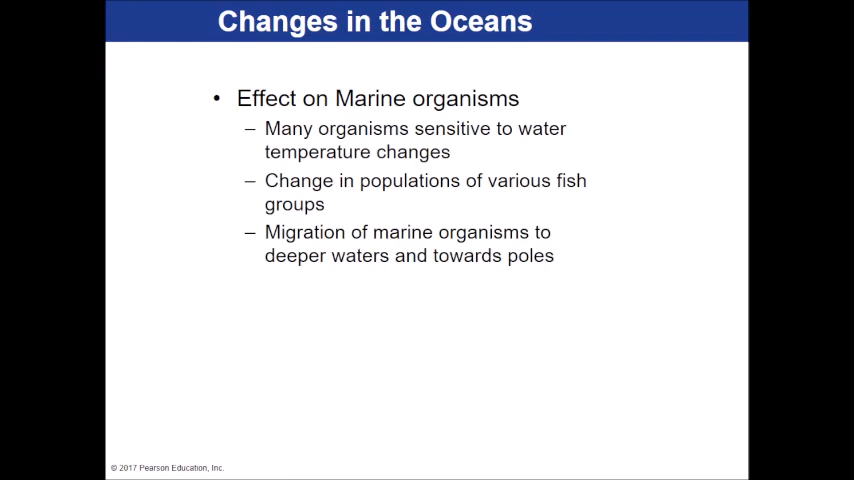 Changes in the Oceans
• Effect on Marine organisms
– Many organisms sensitive to water
temperature changes
– Change in populations of various fish
groups
– Migration of marine organisms to
deeper waters and towards poles
© 2017 Pearson Education, Inc.